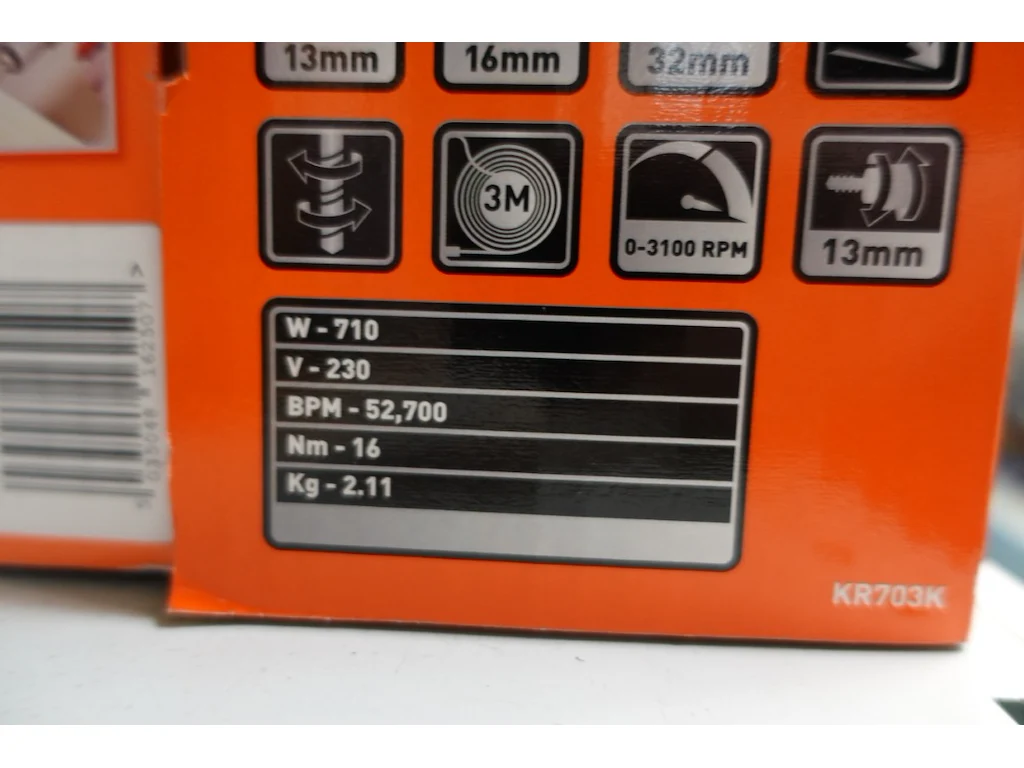 13mm
16mm
32mm
3M
0-3100 RPM
13mm
W - 710
V - 230
BPM - 52,700
Nm - 16
Kg - 2.11
KR703K